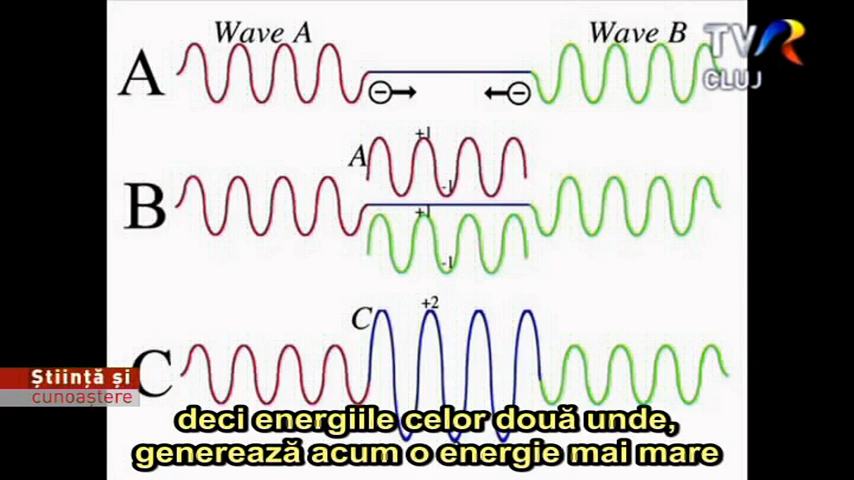 Wave A
Wave B
TVR
CLUJ
A
A
+1
-1
B
+1
-1
C
+2
C
Știință și
cunoaștere
deci energiile celor două unde,
generează acum o energie mai mare